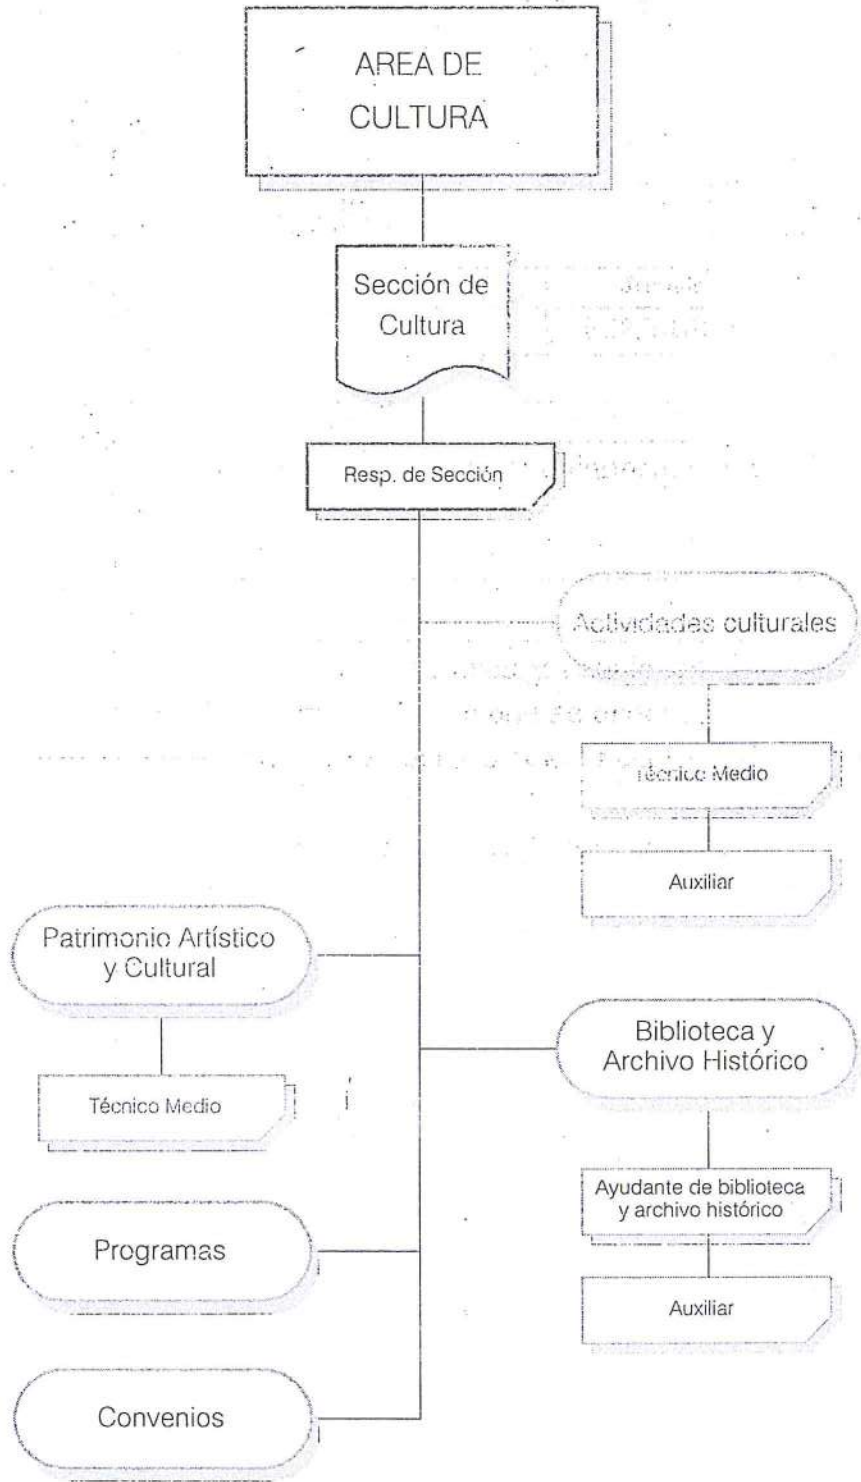 AREA DE
CULTURA
Sección de
Cultura
Resp. de Sección
Actividades culturales
Técnico Medio
Auxiliar
Patrimonio Artístico
y Cultural
Técnico Medio
Biblioteca y
Archivo Histórico
Ayudante de biblioteca
y archivo histórico
Auxiliar
Programas
Convenios